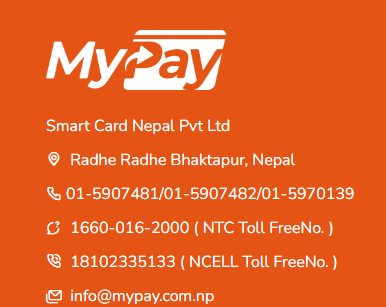 MyPay
Smart Card Nepal Pvt Ltd
Radhe Radhe Bhaktapur, Nepal
01-5907481/01-5907482/01-5970139
1660-016-2000 ( NTC Toll FreeNo. )
18102335133 ( NCELL Toll FreeNo. )
info@mypay.com.np